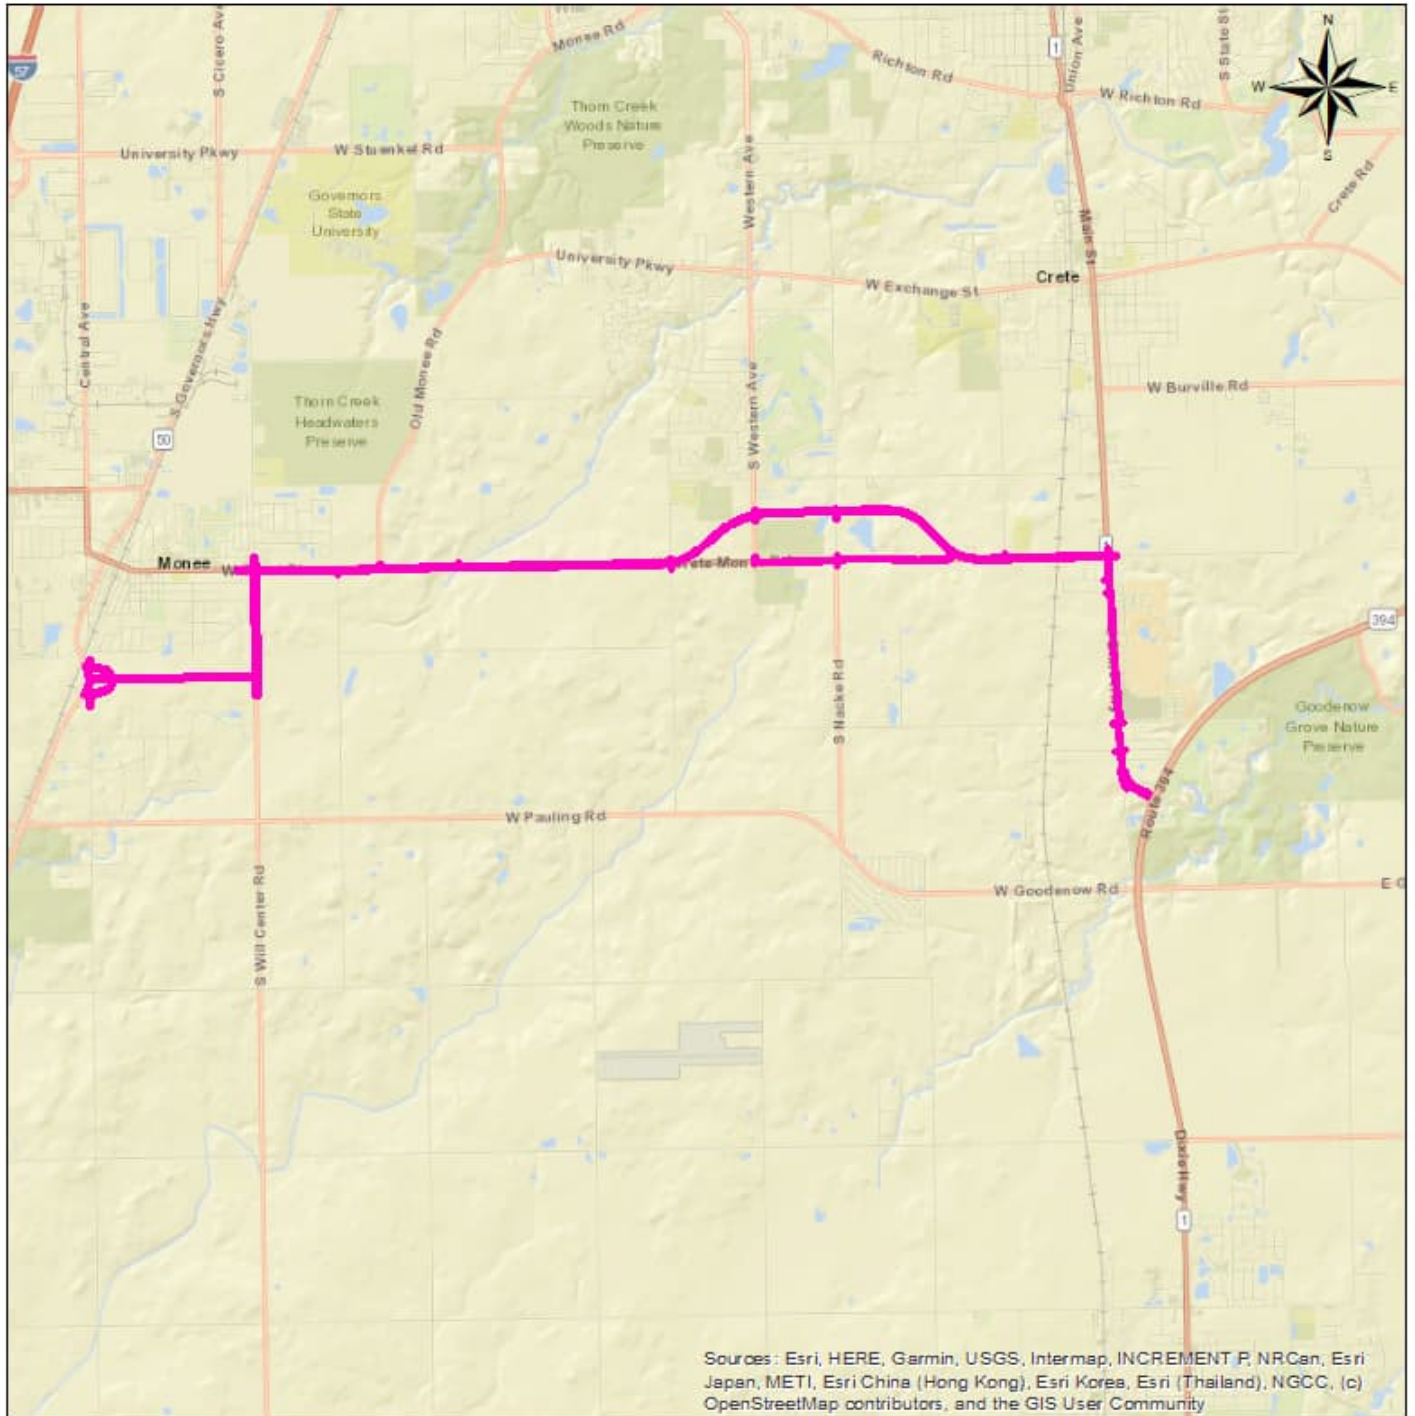 Monee Rd
1
Union Ave
S State St
N
57
S Cicero Ave
Richton Rd
W Richton Rd
W
E
S
Thorn Creek
Woods Nature
Preserve
University Pkwy
W Stuenkel Rd
Western Ave
Crete Rd
Governors
State
University
Main St
University Pkwy
W Exchange St
Crete
Central Ave
S Governors Hwy
Old Monee Rd
W Burville Rd
Thorn Creek
Headwaters
Preserve
S Western Ave
50
Monee
W
394
S Nacke Rd
Goodenow
Grove Nature
Preserve
Route 394
W Pauling Rd
W Goodenow Rd
E G
S Will Center Rd
Dixie Hwy
1
Sources: Esri, HERE, Garmin, USGS, Intermap, INCREMENT P, NRCan, Esri
Japan, METI, Esri China (Hong Kong), Esri Korea, Esri (Thailand), NGCC, (c)
OpenStreetMap contributors, and the GIS User Community